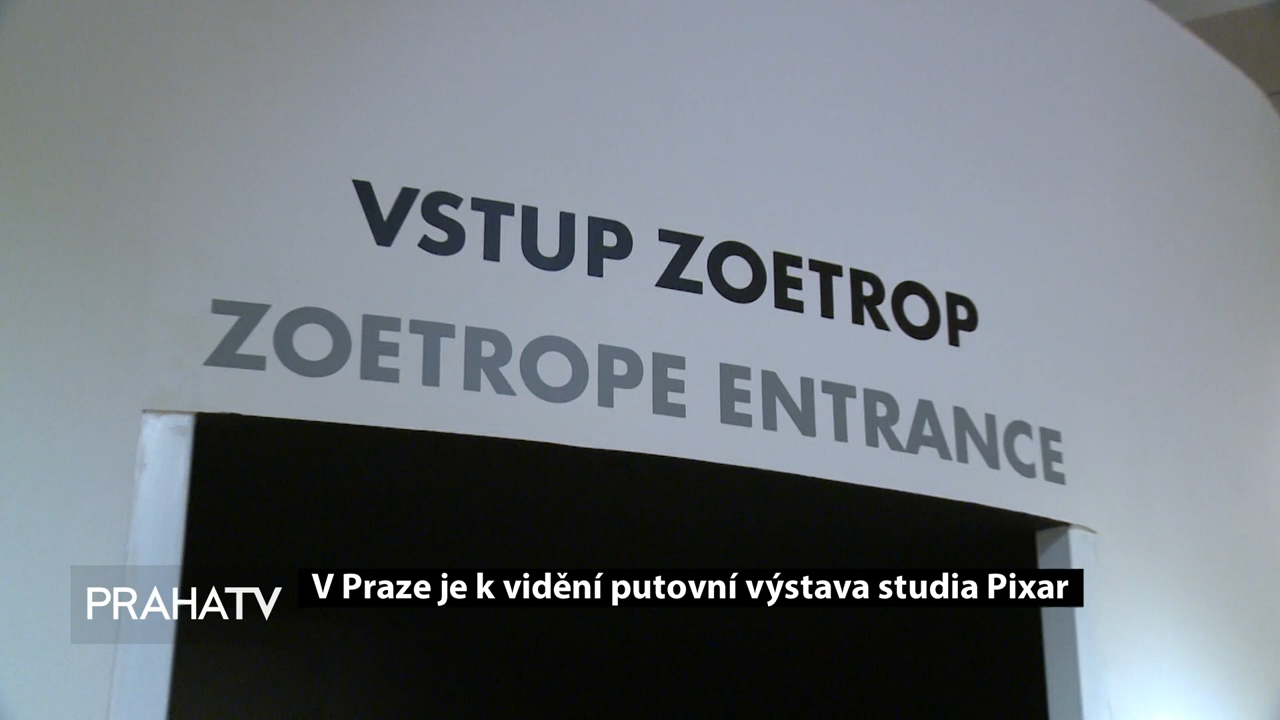 VSTUP ZOETROP
ZOETROPE ENTRANCE
PRAHATV
V Praze je k vidění putovní výstava studia Pixar